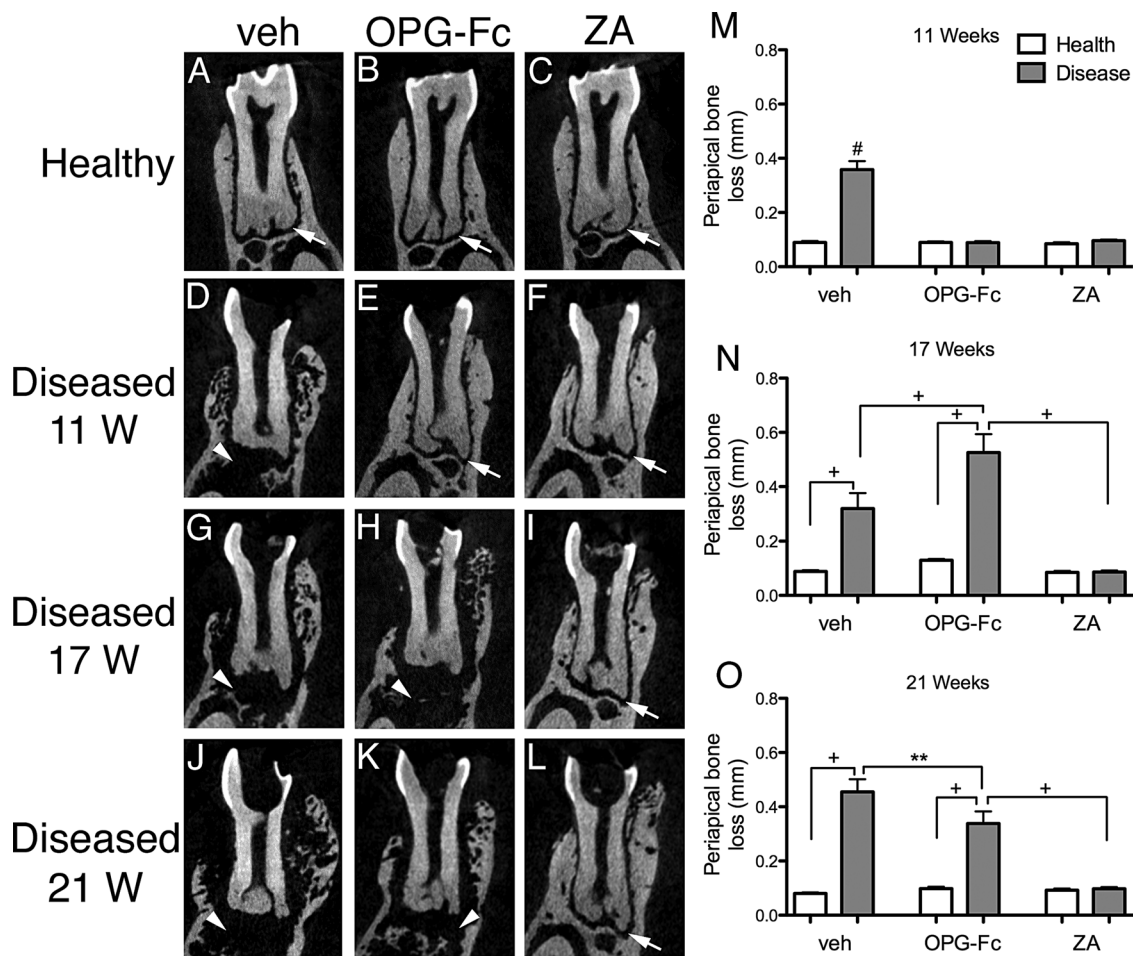 veh OPG-Fc ZA
Healthy
A B C
Diseased
11 W
D E F
Diseased
17 W
G H I
Diseased
21 W
J K L
M
11 Weeks
Health
Disease
Periapical bone
loss (mm)
0.8
0.6
0.4
0.2
0.0
#
veh OPG-Fc ZA
N
17 Weeks
Periapical bone
loss (mm)
0.8
0.6
0.4
0.2
0.0
+ + + +
veh OPG-Fc ZA
O
21 Weeks
Periapical bone
loss (mm)
0.8
0.6
0.4
0.2
0.0
+ ** + +
veh OPG-Fc ZA